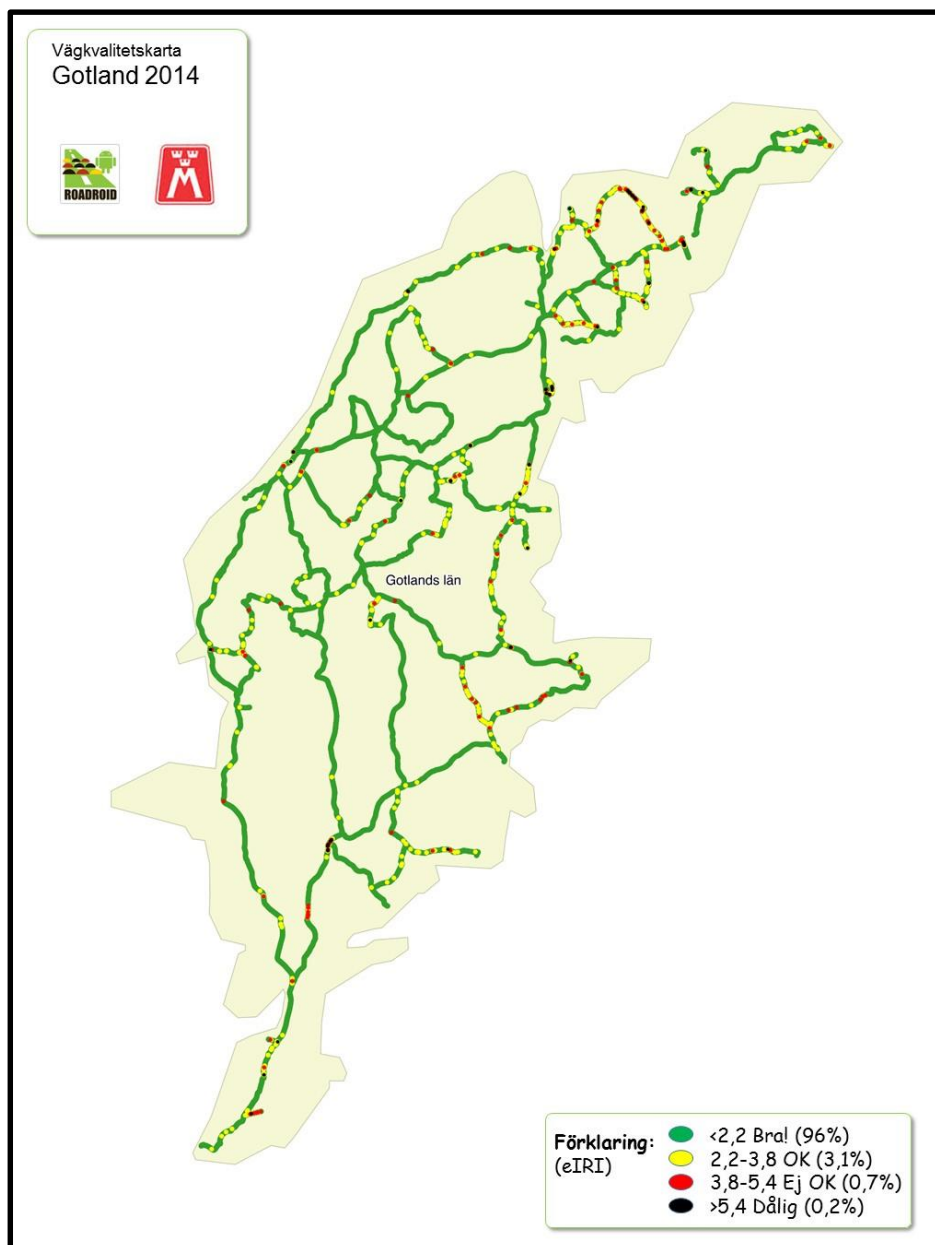 Vägkvalitetskarta
Gotland 2014
ROADROID
M
Gotlands län
Förklaring:
(eIRI)
<2,2 Bra! (96%)
2,2-3,8 OK (3,1%)
3,8-5,4 Ej OK (0,7%)
>5,4 Dålig (0,2%)